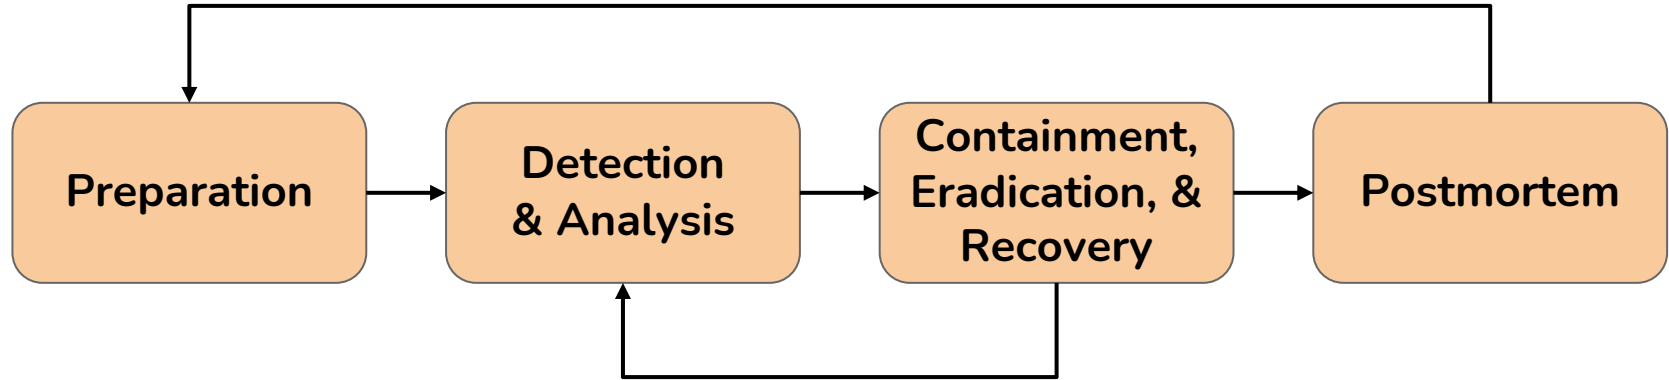 Preparation
Detection
& Analysis
Containment,
Eradication, &
Recovery
Postmortem